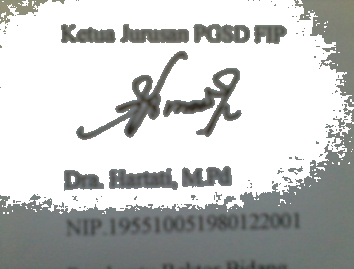 Ketua Jurusan PGSD FIP
Dra. Hartati, M.Pd
NIP.195510051980122001